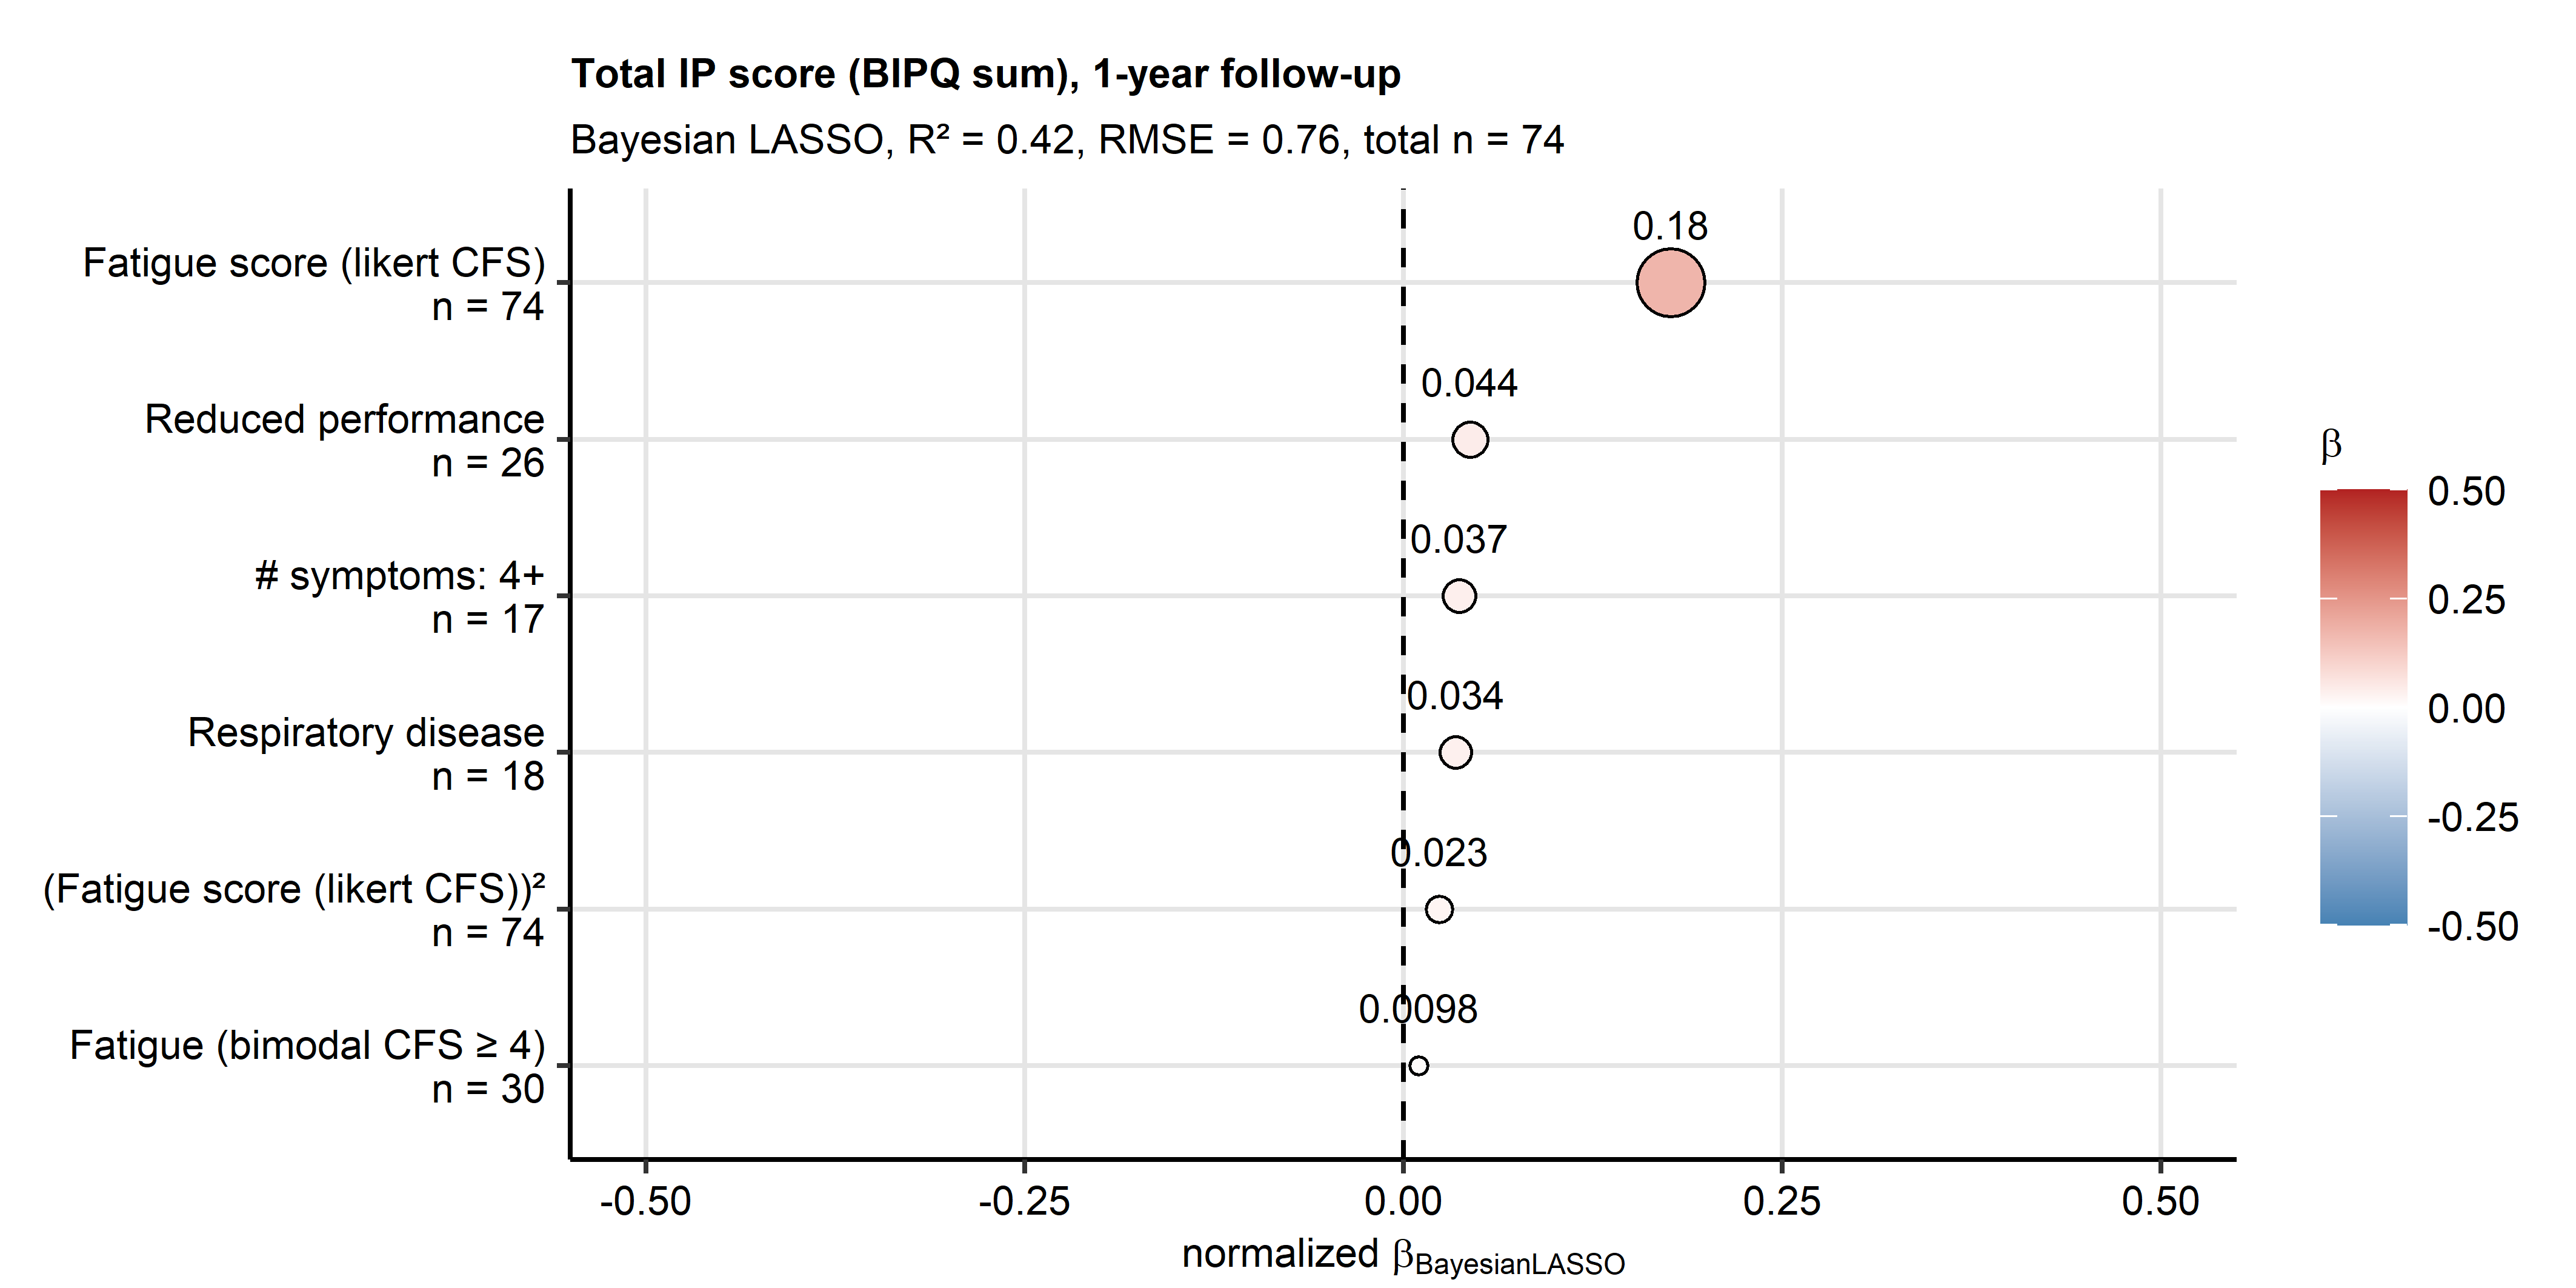 Total IP score (BIPQ sum), 1-year follow-up
Bayesian LASSO, R² = 0.42, RMSE = 0.76, total n = 74
Fatigue score (likert CFS)
n = 74
0.18
Reduced performance
n = 26
0.044
# symptoms: 4+
n = 17
0.037
Respiratory disease
n = 18
0.034
(Fatigue score (likert CFS))²
n = 74
0.023
Fatigue (bimodal CFS ≥ 4)
n = 30
0.0098
-0.50
-0.25
0.00
0.25
0.50
normalized βBayesianLASSO
β
0.50
0.25
0.00
-0.25
-0.50